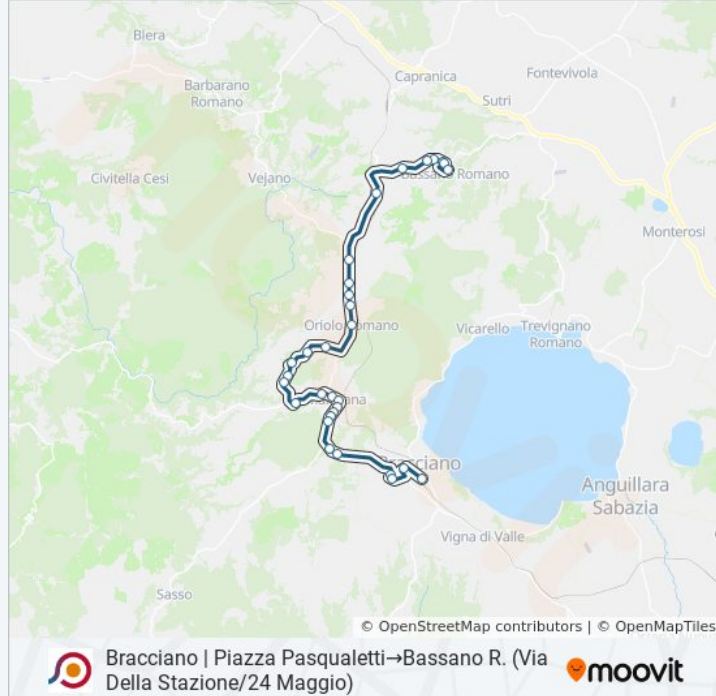 Blera
Capranica
Fontevivola
Barbarano
Romano
Sutri
Civitella Cesi
Vejano
Bassano Romano
Monterosi
Oriolo Romano
Vicarello
Trevignano
Romano
Bracciano
Anguillara
Sabazia
Vigna di Valle
Sasso
© OpenStreetMap contributors | © OpenMapTiles
Bracciano | Piazza Pasqualetti→Bassano R. (Via
Della Stazione/24 Maggio)
moovit